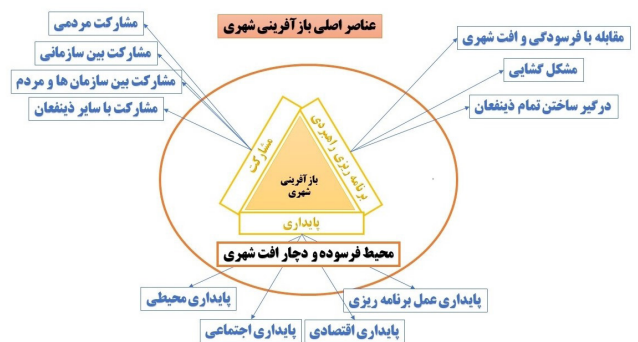 عناصر اصلی بازآفرینی شهری
مقابله با فرسودگی و افت شهری
مشکل گشایی
درگیر ساختن تمام ذینفعان
مشارکت مردمی
مشارکت بین سازمانی
مشارکت بین سازمان ها و مردم
مشارکت با سایر ذینفعان
برنامه ریزی راهبردی
مشارکت
بازآفرینی
شهری
پایداری
محیط فرسوده و دچار افت شهری
پایداری عمل برنامه ریزی
پایداری محیطی
پایداری اقتصادی
پایداری اجتماعی